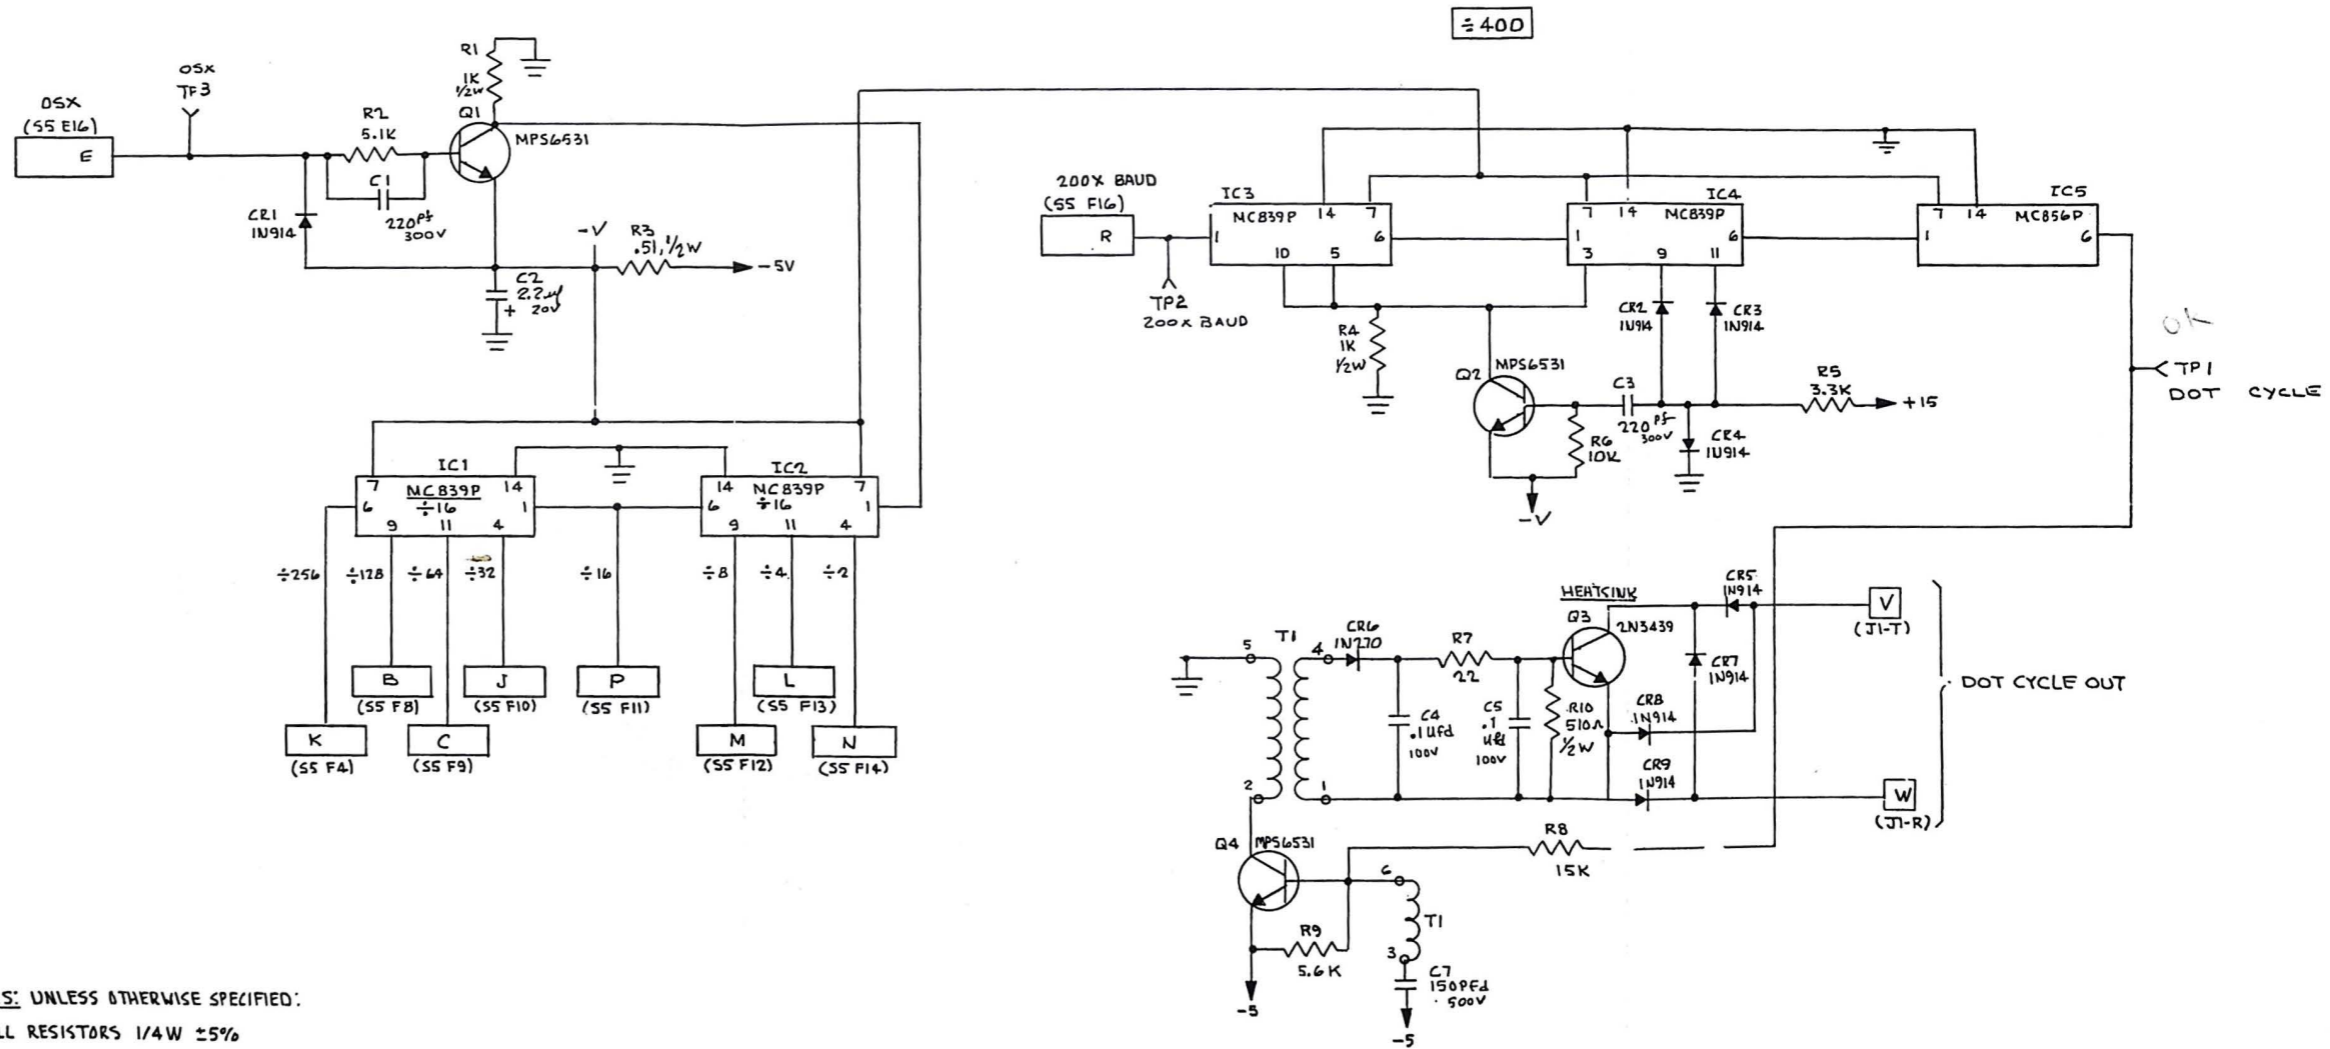 ÷400
OSX
TF3
OSX
(S5 E16)
E
R1
1K
1/2W
R2
5.1K
Q1
MPS6531
C1
220pf
300V
CR1
1N914
-V
R3
.51, 1/2W
-5V
C2
2.2uf
20V
+
IC1
7
MC839P
14
÷16
6
1
9
11
4
IC2
14
MC839P
7
÷16
6
1
9
11
4
÷256
÷128
÷64
÷32
÷16
÷8
÷4
÷2
B
(S5 F8)
J
(S5 F10)
P
(S5 F11)
L
(S5 F13)
K
(S5 F4)
C
(S5 F9)
M
(S5 F12)
N
(S5 F14)
200X BAUD
(S5 F16)
R
TP2
200X BAUD
IC3
MC839P
14
7
1
6
10
5
IC4
7
14
MC839P
1
6
3
9
11
IC5
7
14
MC856P
1
6
R4
1K
1/2W
CR2
1N914
CR3
1N914
Q2
MPS6531
C3
220pf
300V
R5
3.3K
+15
R6
10K
CR4
1N914
-V
OK
TP1
DOT CYCLE
HEATSINK
Q3
2N3439
CR5
1N914
V
(J1-T)
5
T1
4
CR6
1N270
R7
22
CR7
1N914
C4
.1Ufd
100V
C5
.1
Ufd
100V
R10
510Ω
1/2W
CR8
1N914
CR9
1N914
2
1
W
(J1-R)
DOT CYCLE OUT
Q4
MPS6531
R8
15K
6
T1
3
R9
5.6K
C7
150PFd
500V
-5
-5
S: UNLESS OTHERWISE SPECIFIED:
LL RESISTORS 1/4W ±5%